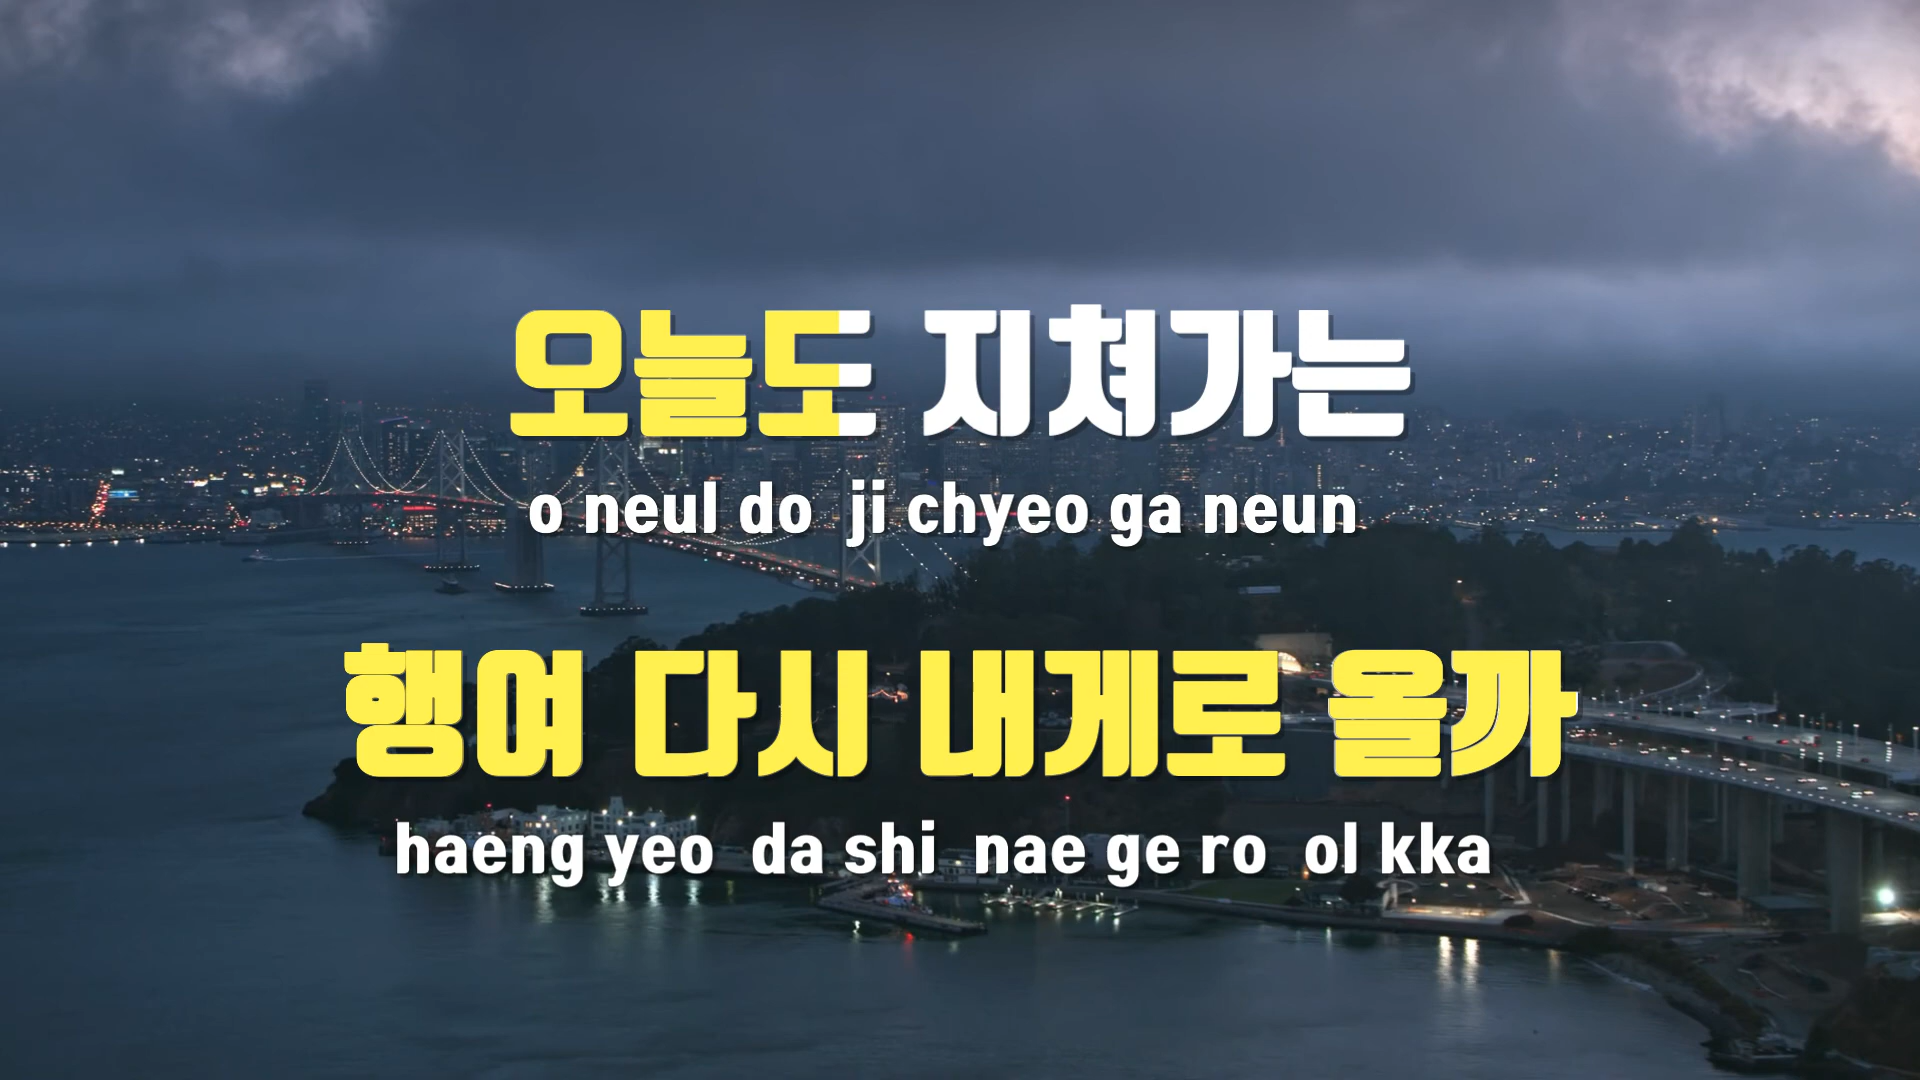 오늘도 지쳐가는
o neul do ji chyeo ga neun
행여 다시 내게로 올까
haeng yeo da shi nae ge ro ol kka